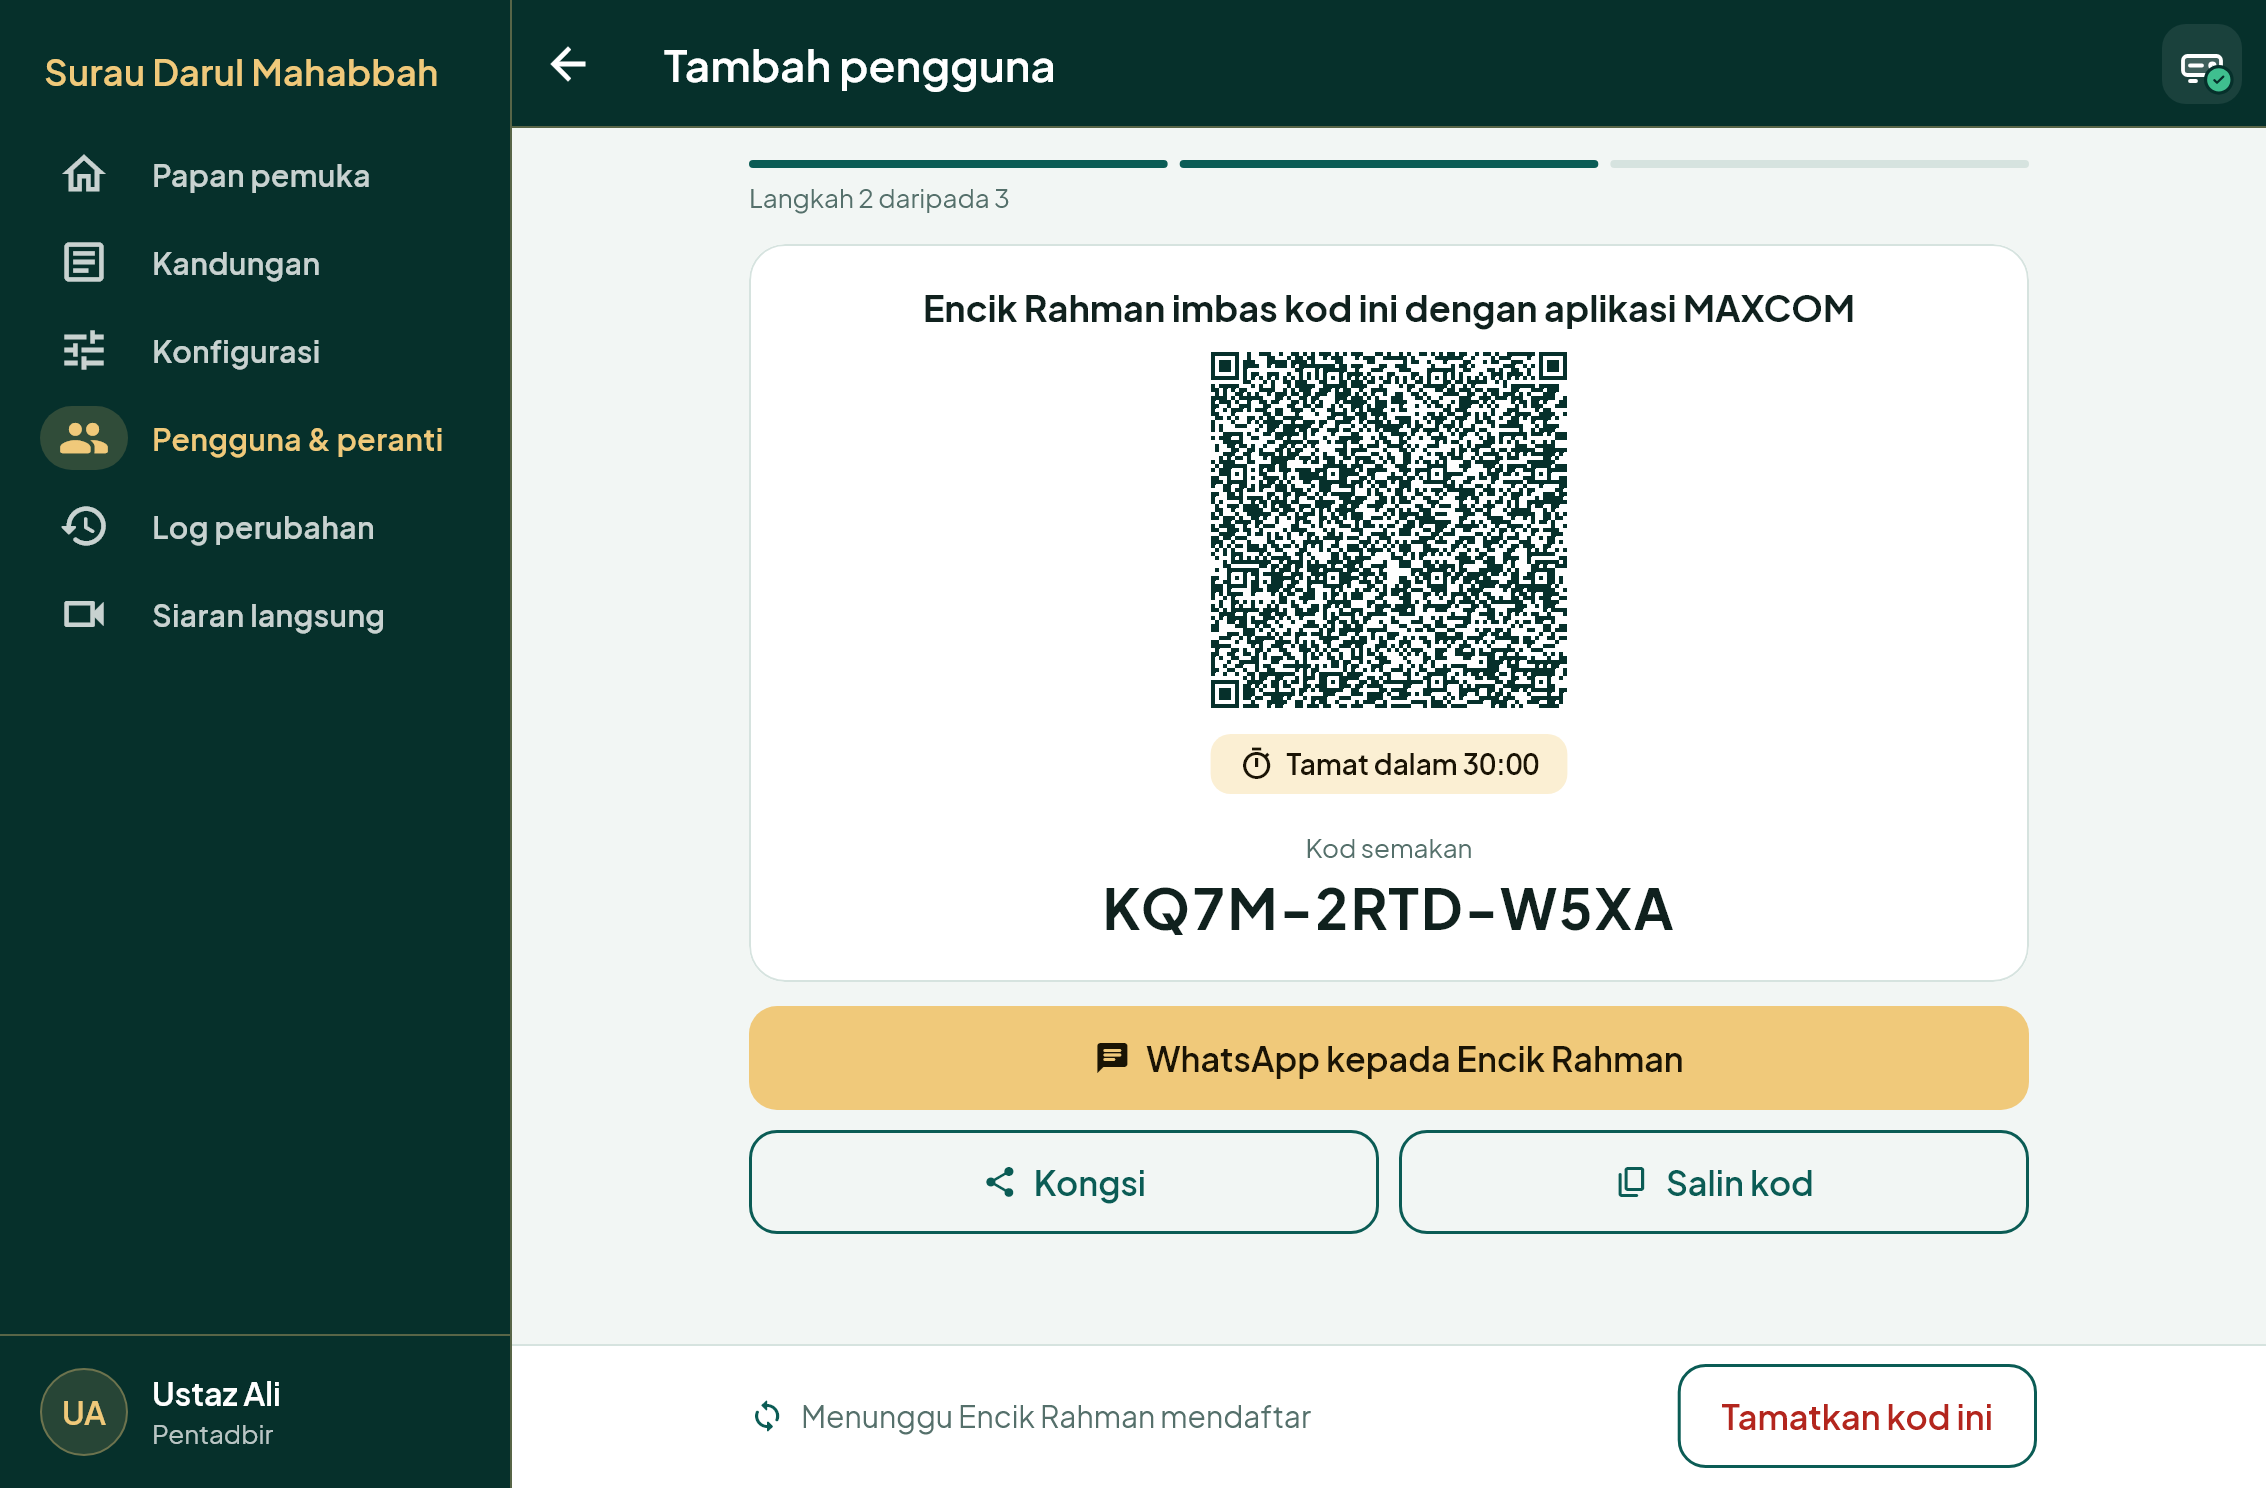 Surau Darul Mahabbah
Papan pemuka
Kandungan
Konfigurasi
Pengguna & peranti
Log perubahan
Siaran langsung
UA
Ustaz Ali
Pentadbir
Tambah pengguna
Langkah 2 daripada 3
Encik Rahman imbas kod ini dengan aplikasi MAXCOM
Tamat dalam 30:00
Kod semakan
KQ7M-2RTD-W5XA
WhatsApp kepada Encik Rahman
Kongsi
Salin kod
Menunggu Encik Rahman mendaftar
Tamatkan kod ini